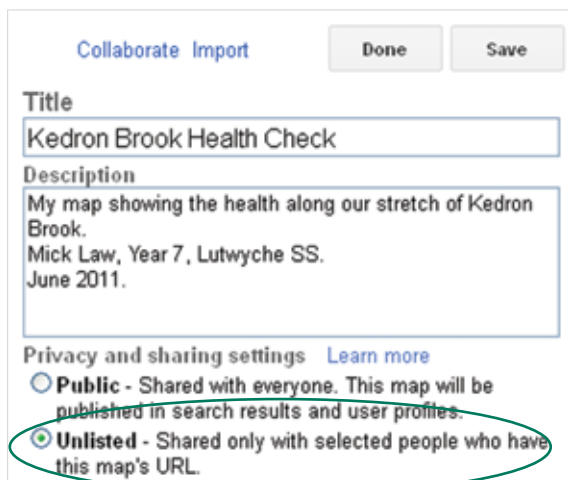 Collaborate Import Done Save
Title
Kedron Brook Health Check
Description
My map showing the health along our stretch of Kedron
Brook.
Mick Law, Year 7, Lutwyche SS.
June 2011.
Privacy and sharing settings Learn more
Public - Shared with everyone. This map will be
published in search results and user profiles.
Unlisted - Shared only with selected people who have
this map's URL.